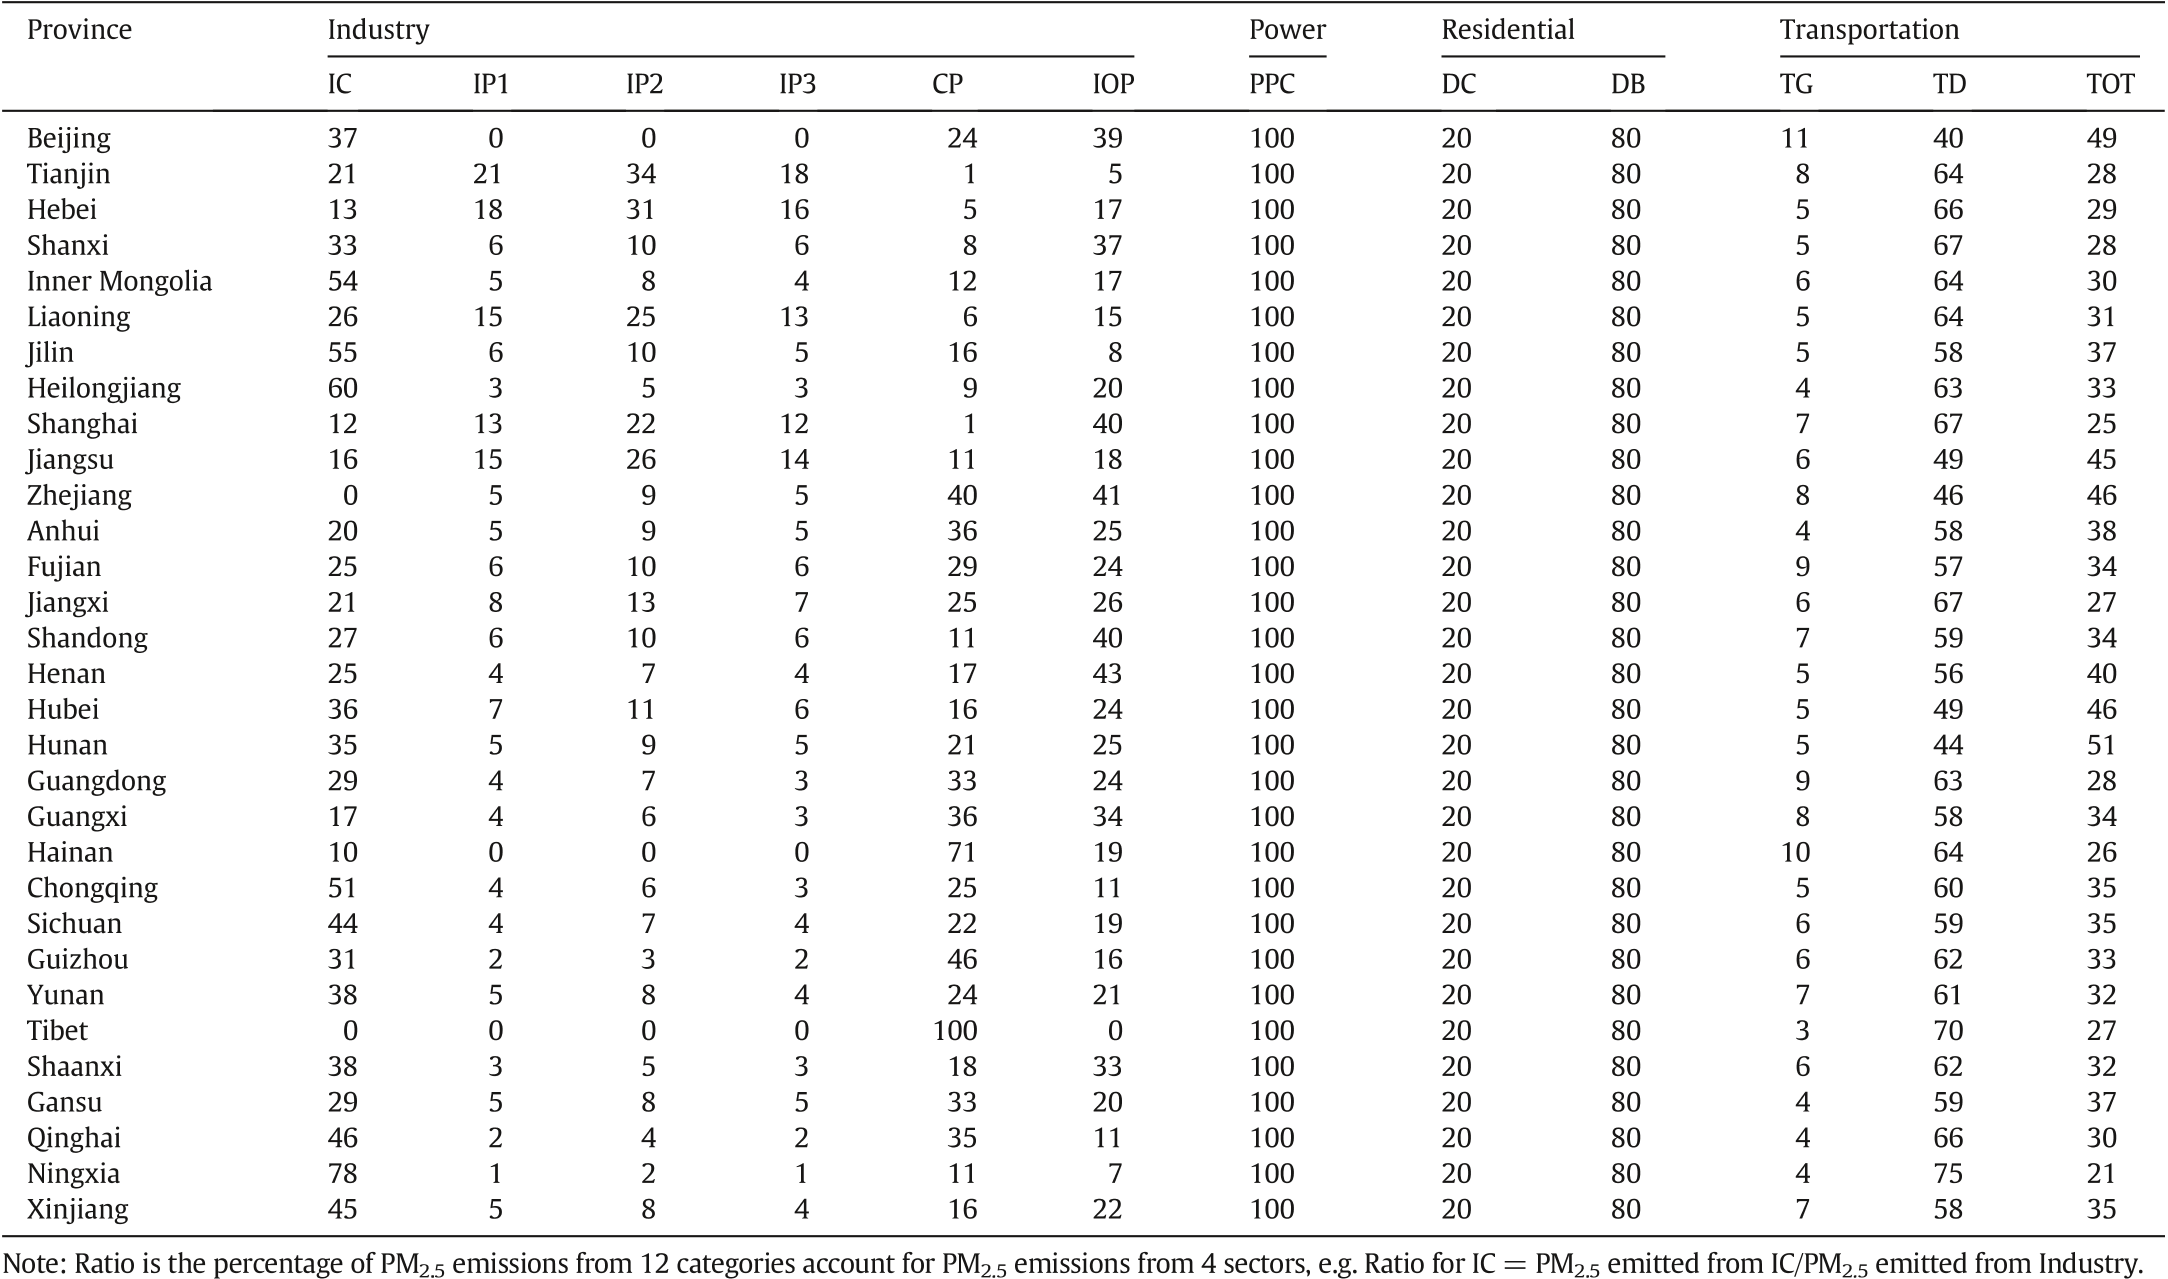 Province Industry Power Residential Transportation
IC IP1 IP2 IP3 CP IOP PPC DC DB TG TD TOT
Beijing 37 0 0 0 24 39 100 20 80 11 40 49
Tianjin 21 21 34 18 1 5 100 20 80 8 64 28
Hebei 13 18 31 16 5 17 100 20 80 5 66 29
Shanxi 33 6 10 6 8 37 100 20 80 5 67 28
Inner Mongolia 54 5 8 4 12 17 100 20 80 6 64 30
Liaoning 26 15 25 13 6 15 100 20 80 5 64 31
Jilin 55 6 10 5 16 8 100 20 80 5 58 37
Heilongjiang 60 3 5 3 9 20 100 20 80 4 63 33
Shanghai 12 13 22 12 1 40 100 20 80 7 67 25
Jiangsu 16 15 26 14 11 18 100 20 80 6 49 45
Zhejiang 0 5 9 5 40 41 100 20 80 8 46 46
Anhui 20 5 9 5 36 25 100 20 80 4 58 38
Fujian 25 6 10 6 29 24 100 20 80 9 57 34
Jiangxi 21 8 13 7 25 26 100 20 80 6 67 27
Shandong 27 6 10 6 11 40 100 20 80 7 59 34
Henan 25 4 7 4 17 43 100 20 80 5 56 40
Hubei 36 7 11 6 16 24 100 20 80 5 49 46
Hunan 35 5 9 5 21 25 100 20 80 5 44 51
Guangdong 29 4 7 3 33 24 100 20 80 9 63 28
Guangxi 17 4 6 3 36 34 100 20 80 8 58 34
Hainan 10 0 0 0 71 19 100 20 80 10 64 26
Chongqing 51 4 6 3 25 11 100 20 80 5 60 35
Sichuan 44 4 7 4 22 19 100 20 80 6 59 35
Guizhou 31 2 3 2 46 16 100 20 80 6 62 33
Yunan 38 5 8 4 24 21 100 20 80 7 61 32
Tibet 0 0 0 0 100 0 100 20 80 3 70 27
Shaanxi 38 3 5 3 18 33 100 20 80 6 62 32
Gansu 29 5 8 5 33 20 100 20 80 4 59 37
Qinghai 46 2 4 2 35 11 100 20 80 4 66 30
Ningxia 78 1 2 1 11 7 100 20 80 4 75 21
Xinjiang 45 5 8 4 16 22 100 20 80 7 58 35
Note: Ratio is the percentage of PM2.5 emissions from 12 categories account for PM2.5 emissions from 4 sectors, e.g. Ratio for IC = PM2.5 emitted from IC/PM2.5 emitted from Industry.